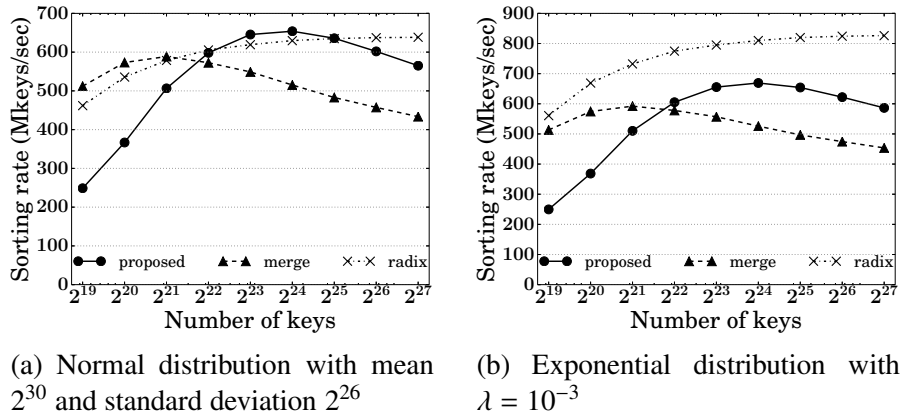 700
600
500
400
300
200
100
0
Sorting rate (Mkeys/sec)
proposed merge radix
2^19 2^20 2^21 2^22 2^23 2^24 2^25 2^26 2^27
Number of keys
(a) Normal distribution with mean
2^30 and standard deviation 2^26
900
800
700
600
500
400
300
200
100
0
Sorting rate (Mkeys/sec)
proposed merge radix
2^19 2^20 2^21 2^22 2^23 2^24 2^25 2^26 2^27
Number of keys
(b) Exponential distribution with
λ = 10^−3